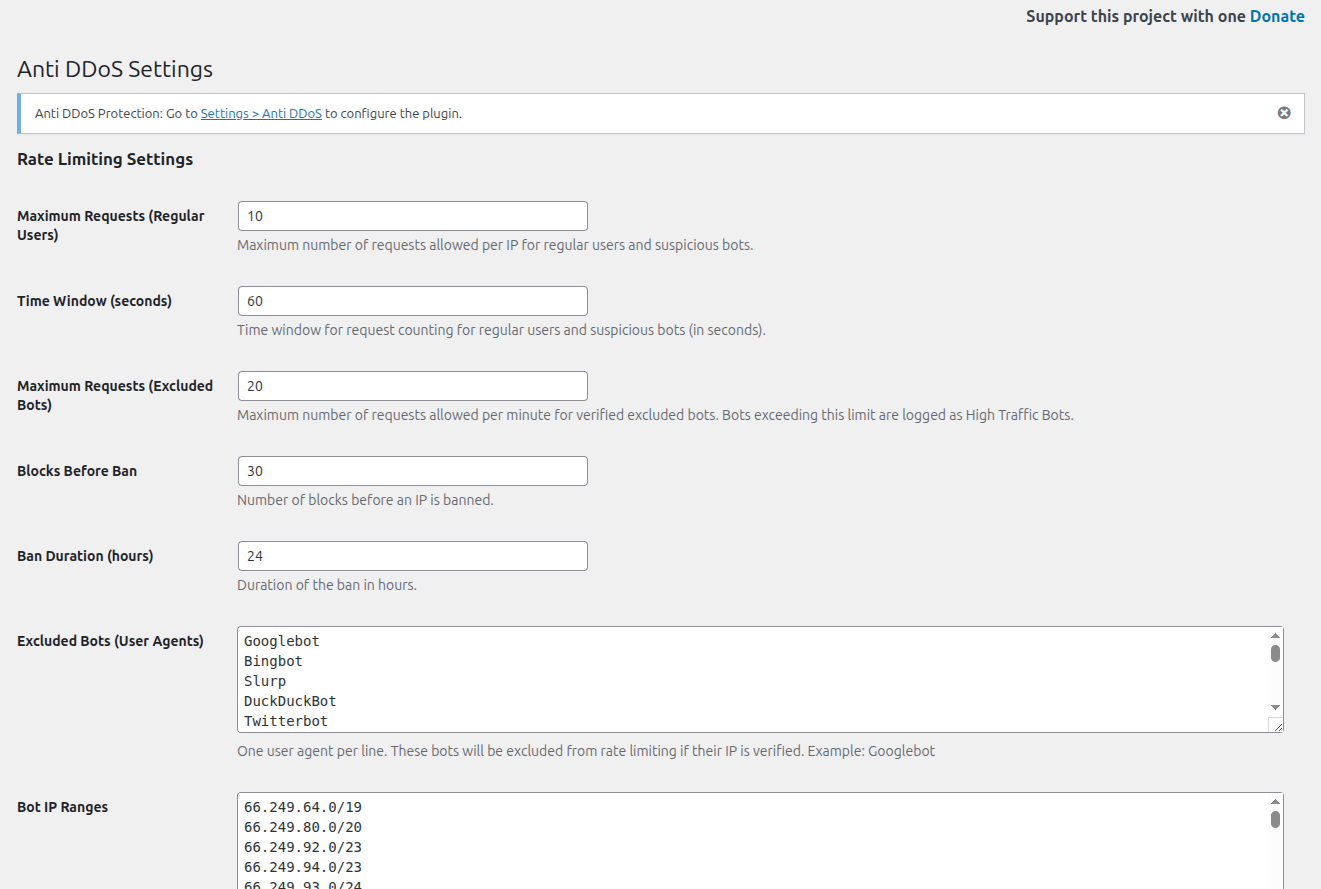 Support this project with one Donate
Anti DDoS Settings
Anti DDoS Protection: Go to Settings > Anti DDoS to configure the plugin.
Rate Limiting Settings
Maximum Requests (Regular
Users)
10
Maximum number of requests allowed per IP for regular users and suspicious bots.
Time Window (seconds)
60
Time window for request counting for regular users and suspicious bots (in seconds).
Maximum Requests (Excluded
Bots)
20
Maximum number of requests allowed per minute for verified excluded bots. Bots exceeding this limit are logged as High Traffic Bots.
Blocks Before Ban
30
Number of blocks before an IP is banned.
Ban Duration (hours)
24
Duration of the ban in hours.
Excluded Bots (User Agents)
Googlebot
Bingbot
Slurp
DuckDuckBot
Twitterbot
One user agent per line. These bots will be excluded from rate limiting if their IP is verified. Example: Googlebot
Bot IP Ranges
66.249.64.0/19
66.249.80.0/20
66.249.92.0/23
66.249.94.0/23
66.249.93.0/24